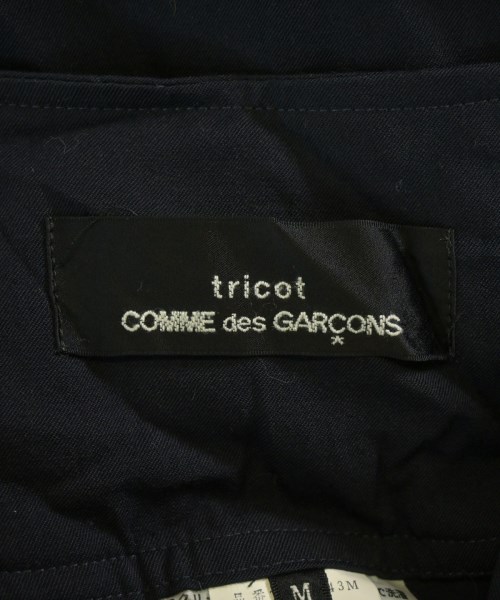 tricot
COMME des GARÇONS
*
M